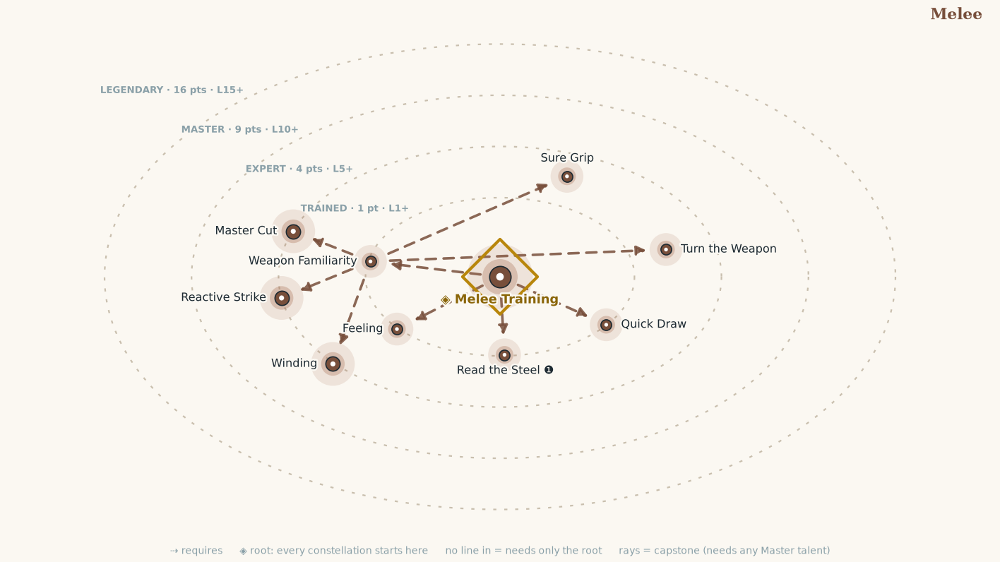 Melee
LEGENDARY · 16 pts · L15+
MASTER · 9 pts · L10+
EXPERT · 4 pts · L5+
TRAINED · 1 pt · L1+
Sure Grip
Master Cut
Turn the Weapon
Weapon Familiarity
Reactive Strike
◈ Melee Training
Feeling
Quick Draw
Winding
Read the Steel ❶
⇢ requires ◈ root: every constellation starts here no line in = needs only the root rays = capstone (needs any Master talent)